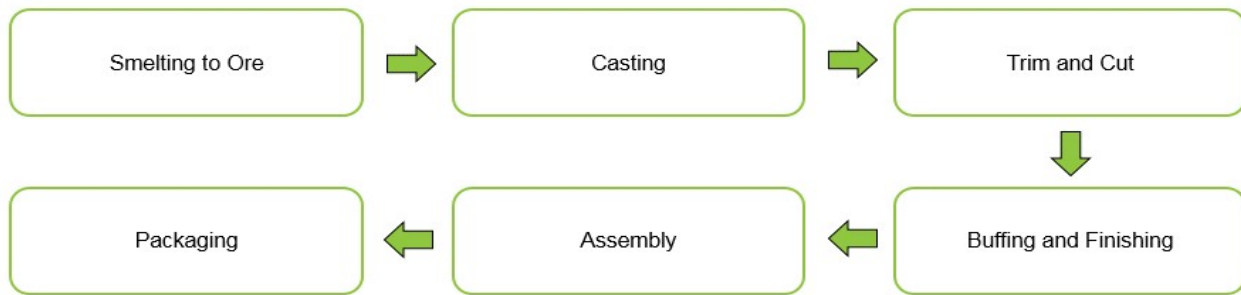 Smelting to Ore
Casting
Trim and Cut
Buffing and Finishing
Assembly
Packaging